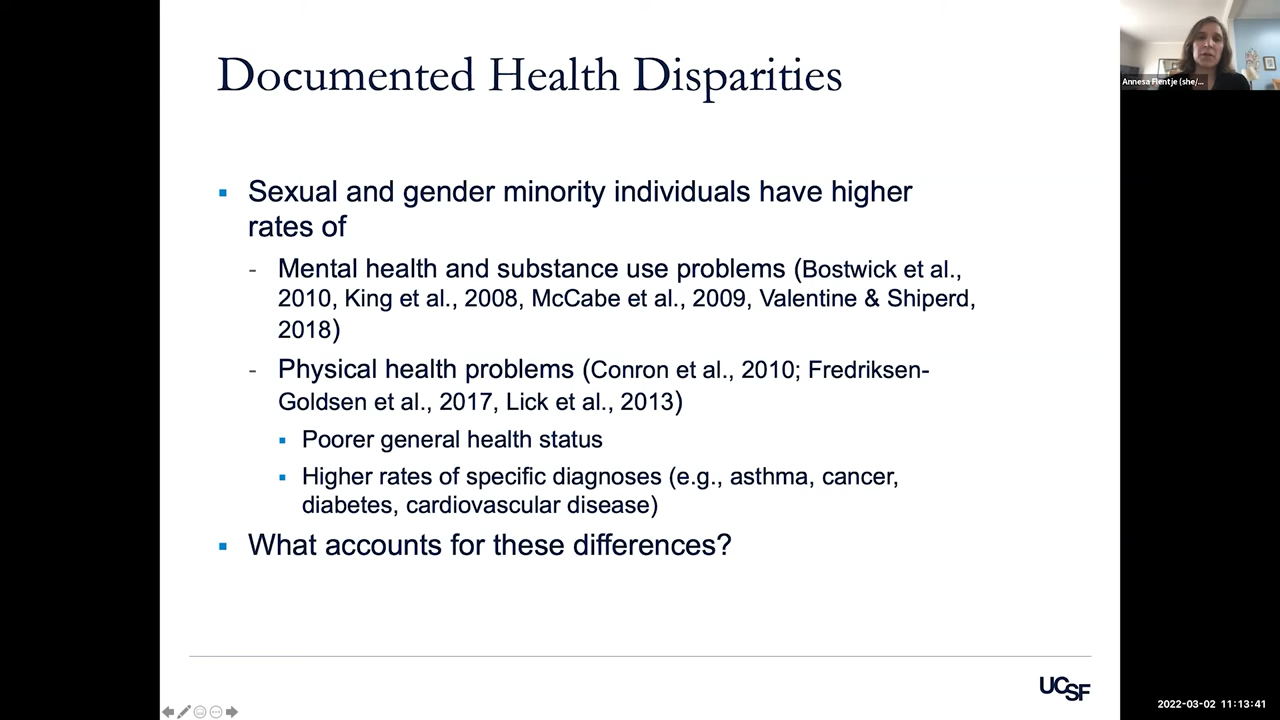 Documented Health Disparities
Annesa Flentje (she/...
Sexual and gender minority individuals have higher
rates of
- Mental health and substance use problems (Bostwick et al.,
2010, King et al., 2008, McCabe et al., 2009, Valentine & Shiperd,
2018)
- Physical health problems (Conron et al., 2010; Fredriksen-
Goldsen et al., 2017, Lick et al., 2013)
Poorer general health status
Higher rates of specific diagnoses (e.g., asthma, cancer,
diabetes, cardiovascular disease)
What accounts for these differences?
UCSF
2022-03-02 11:13:41